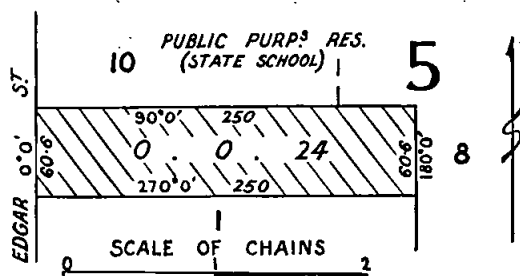 10 PUBLIC PURP.S RES. 5
(STATE SCHOOL)
EDGAR ST.
90°0' 250
0°0' 60·6 0 . 0 . 24 60·6 180°0' 8
270°0' 250
SCALE OF CHAINS
0 1 2